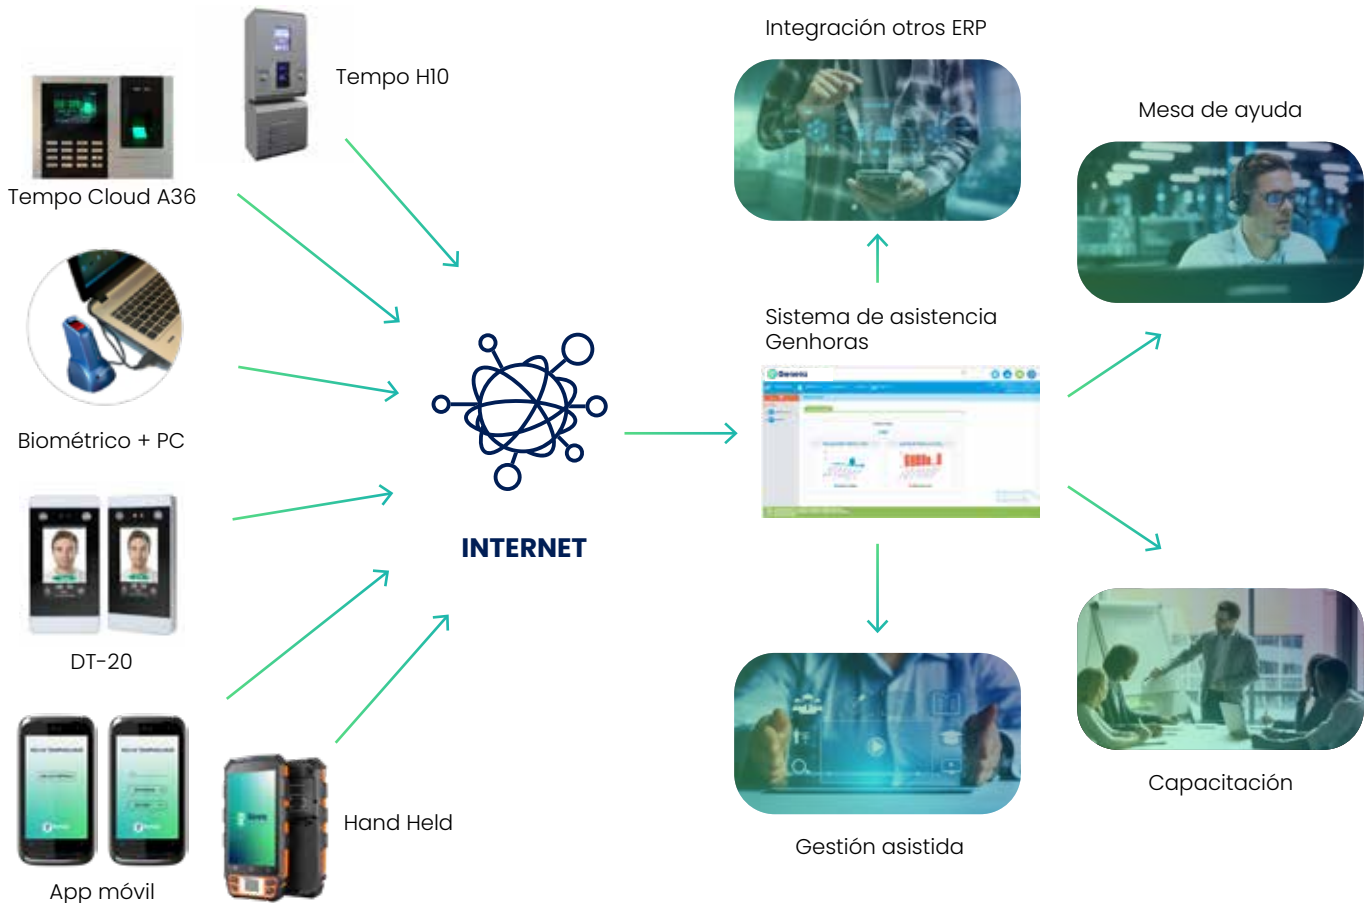 Integración otros ERP
Tempo H10
Mesa de ayuda
Tempo Cloud A36
Sistema de asistencia
Genhoras
Biométrico + PC
INTERNET
DT-20
Capacitación
Hand Held
Gestión asistida
App móvil